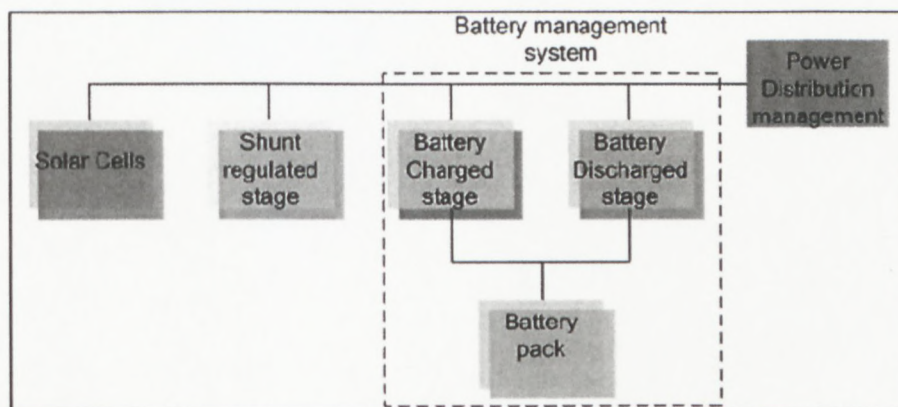 Battery management
system
Power
Distribution
management
Solar Cells
Shunt
regulated
stage
Battery
Charged
stage
Battery
Discharged
stage
Battery
pack